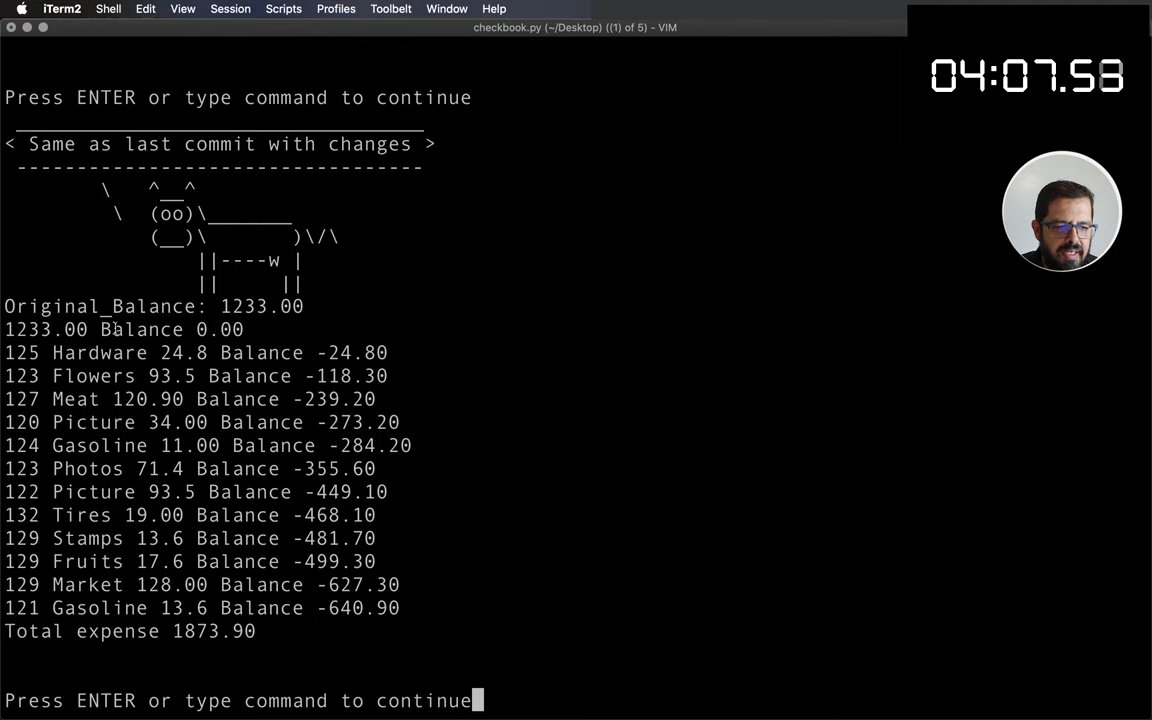 iTerm2 Shell Edit View Session Scripts Profiles Toolbelt Window Help
checkbook.py (~/Desktop) ((1) of 5) - VIM
04:07.53
Press ENTER or type command to continue
 __________________________________
< Same as last commit with changes >
 ----------------------------------
        \   ^__^
         \  (oo)\_______
            (__)\       )\/\
                ||----w |
                ||     ||
Original_Balance: 1233.00
1233.00 Balance 0.00
125 Hardware 24.8 Balance -24.80
123 Flowers 93.5 Balance -118.30
127 Meat 120.90 Balance -239.20
120 Picture 34.00 Balance -273.20
124 Gasoline 11.00 Balance -284.20
123 Photos 71.4 Balance -355.60
122 Picture 93.5 Balance -449.10
132 Tires 19.00 Balance -468.10
129 Stamps 13.6 Balance -481.70
129 Fruits 17.6 Balance -499.30
129 Market 128.00 Balance -627.30
121 Gasoline 13.6 Balance -640.90
Total expense 1873.90
Press ENTER or type command to continue